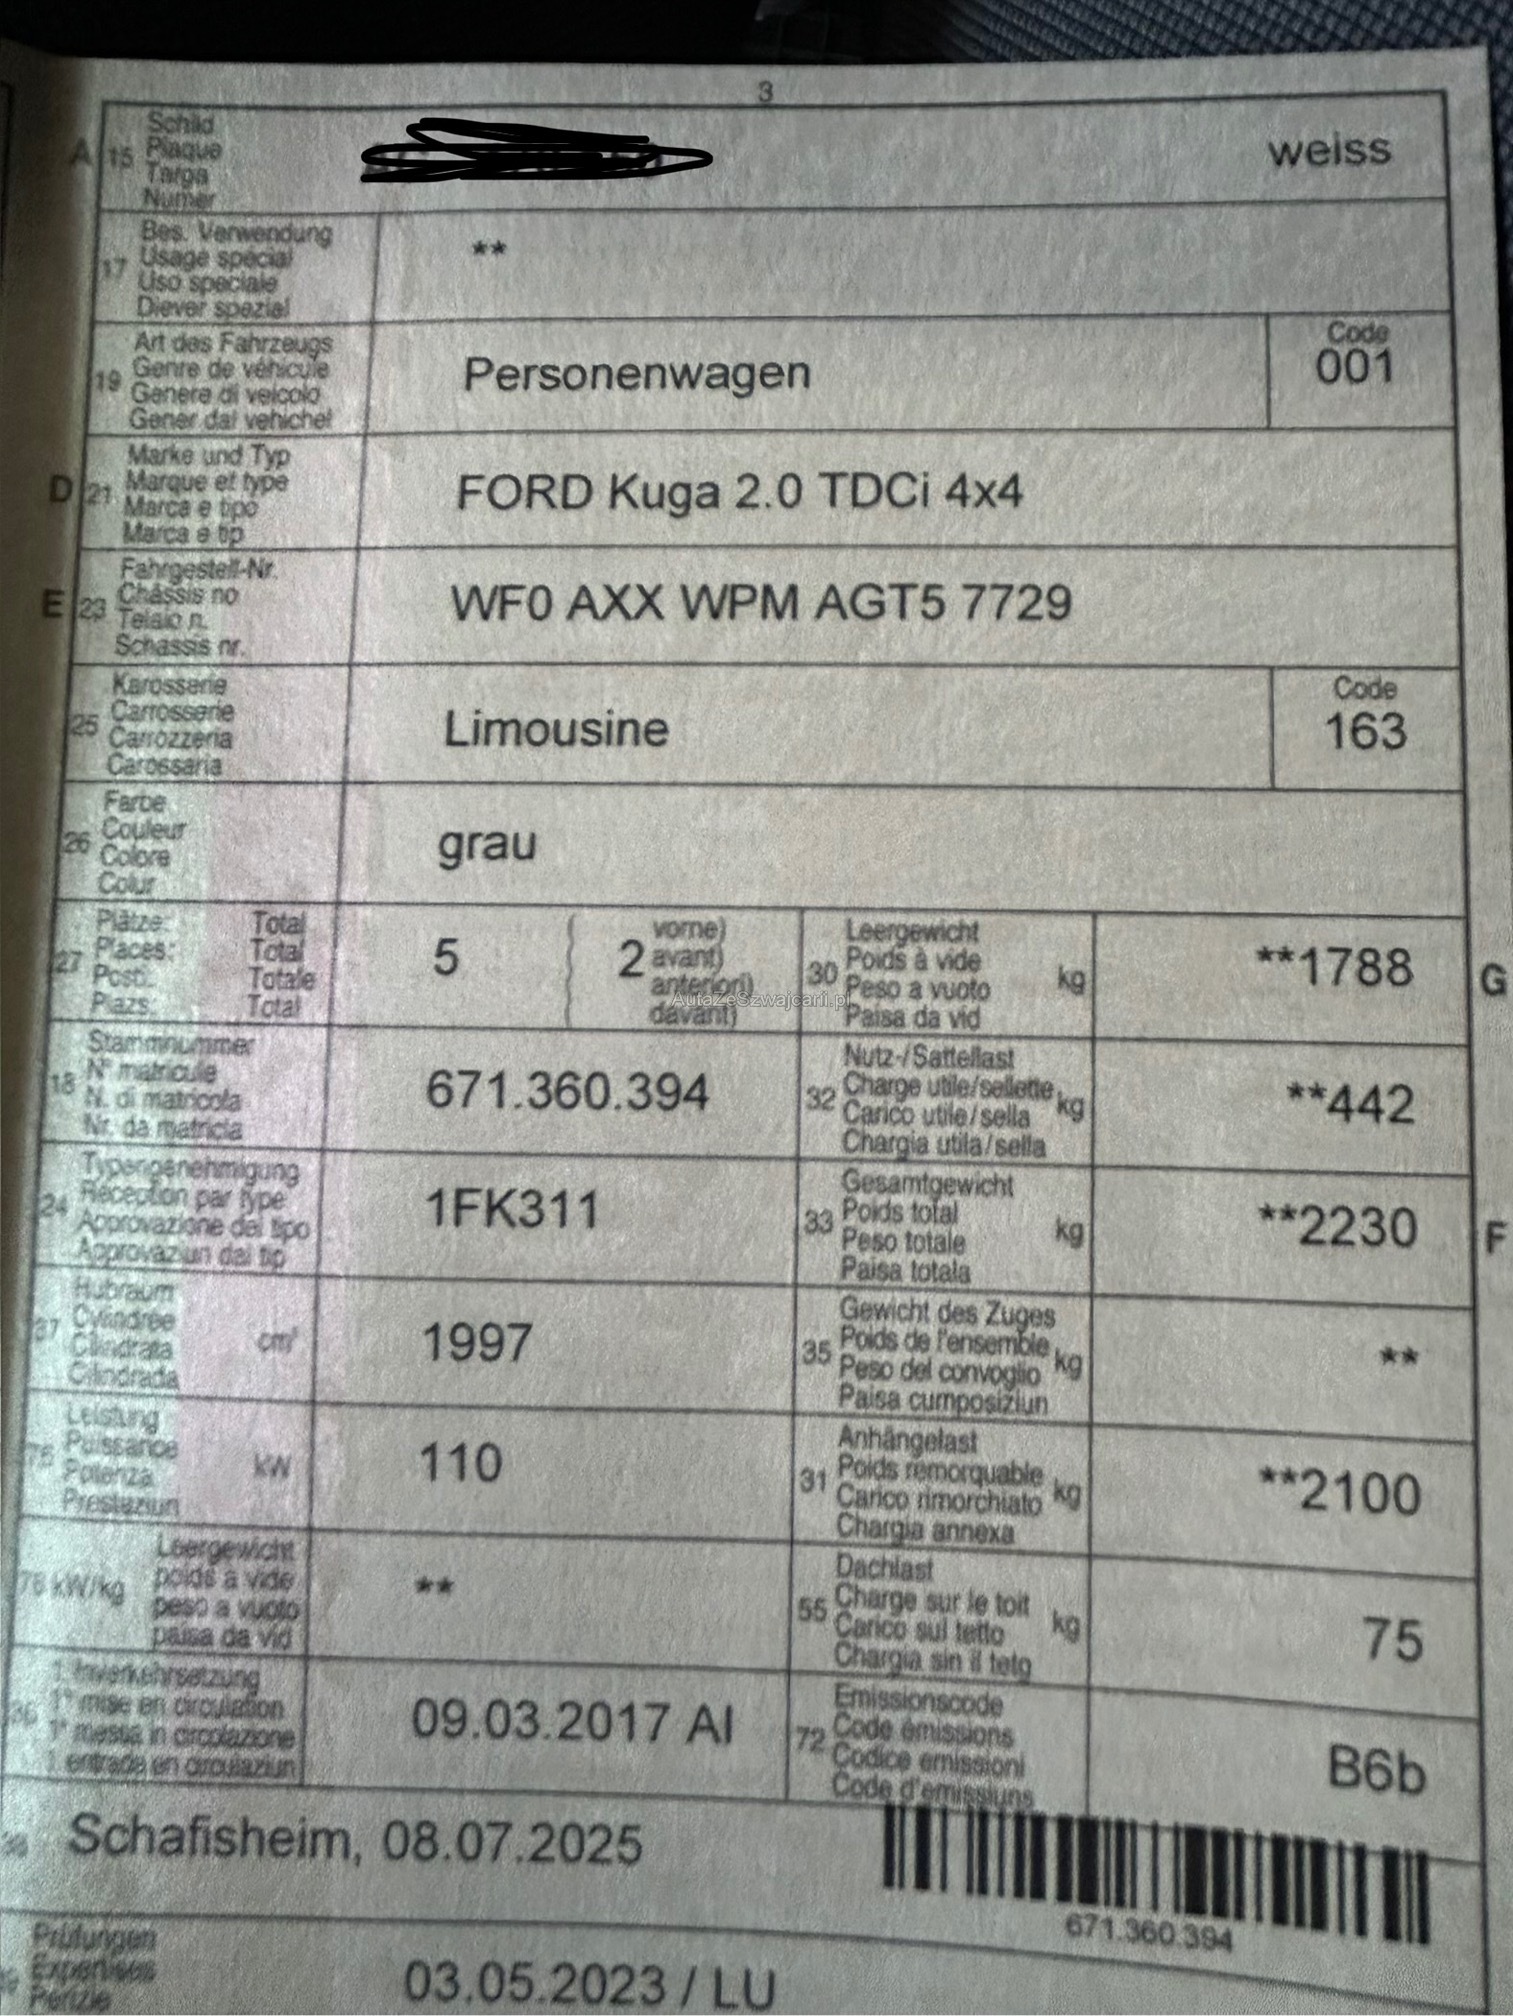 3
A 15 Schild
Plaque
Targa
Numer
weiss
17 Bes. Verwendung
Usage spécial
Uso speciale
Diever spezial
**
19 Art des Fahrzeugs
Genre de véhicule
Genere di veicolo
Gener dal vehichel
Personenwagen
Code
001
D 21 Marke und Typ
Marque et type
Marca e tipo
Marca e tip
FORD Kuga 2.0 TDCi 4x4
E 23 Fahrgestell-Nr.
Châssis no
Telaio n.
Schassis nr.
WF0 AXX WPM AGT5 7729
25 Karosserie
Carrosserie
Carrozzeria
Carossaria
Limousine
Code
163
26 Farbe
Couleur
Colore
Colur
grau
27 Plätze: Total
Places: Total
Posti: Totale
Plazs: Total
5 ( 2 vorne)
avant)
anteriori)
davant)
30 Leergewicht
Poids à vide
Peso a vuoto kg
Paisa da vid
**1788 G
AutaZeSzwajcarii.pl
18 Stammnummer
N° matricule
N. di matricola
Nr. da matricla
671.360.394
32 Nutz-/Sattellast
Charge utile/sellette kg
Carico utile/sella
Chargia utila/sella
**442
24 Typengenehmigung
Réception par type
Approvazione del tipo
Approvaziun dal tip
1FK311
33 Gesamtgewicht
Poids total kg
Peso totale
Paisa totala
**2230 F
37 Hubraum
Cylindrée cm³
Cilindrata
Cilindrada
1997
35 Gewicht des Zuges
Poids de l'ensemble kg
Peso del convoglio
Paisa cumposiziun
**
76 Leistung
Puissance kW
Potenza
Prestaziun
110
31 Anhängelast
Poids remorquable kg
Carico rimorchiato
Chargia annexa
**2100
78 kW/kg Leergewicht
poids à vide
peso a vuoto
paisa da vid
**
55 Dachlast
Charge sur le toit kg
Carico sul tetto
Chargia sin il tetg
75
36 1. Inverkehrsetzung
1re mise en circulation
1a messa in circolazione
1. entrada en circulaziun
09.03.2017 AI
72 Emissionscode
Code émissions
Codice emissioni
Code d'emissiuns
B6b
38 Schafisheim, 08.07.2025
671.360.394
39 Prüfungen
Expertises
Perizie
03.05.2023 / LU